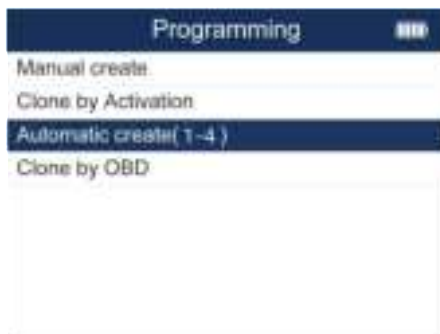 Programming
Manual create
Clone by Activation
Automatic create(1-4)
Clone by OBD